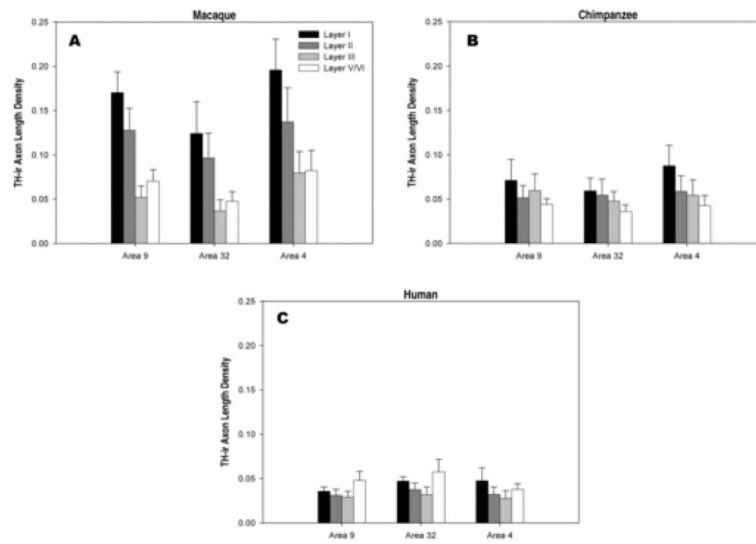 Macaque
A
Layer I
Layer II
Layer III
Layer V/VI
TH-ir Axon Length Density
0.25
0.20
0.15
0.10
0.05
0.00
Area 9 Area 32 Area 4
Chimpanzee
B
TH-ir Axon Length Density
0.25
0.20
0.15
0.10
0.05
0.00
Area 9 Area 32 Area 4
Human
C
TH-ir Axon Length Density
0.25
0.20
0.15
0.10
0.05
0.00
Area 9 Area 32 Area 4